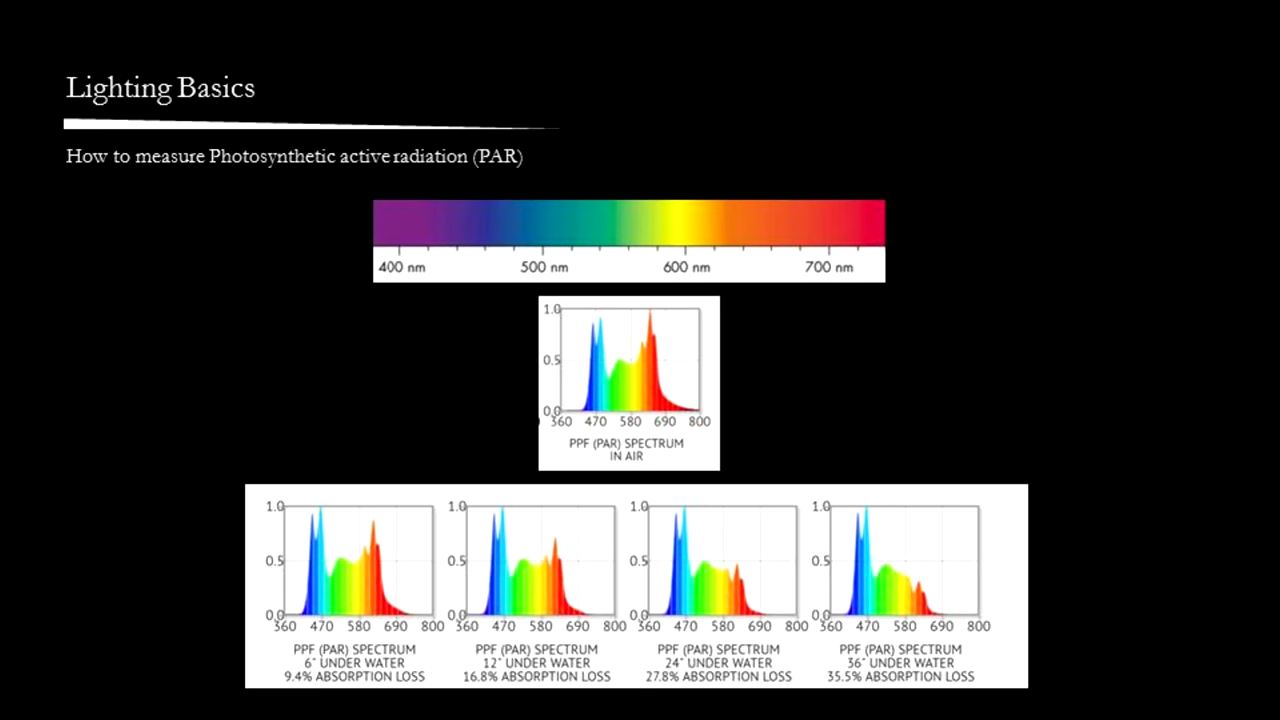 Lighting Basics
How to measure Photosynthetic active radiation (PAR)
400 nm 500 nm 600 nm 700 nm
1.0
0.5
0.0
360 470 580 690 800
PPF (PAR) SPECTRUM
IN AIR
1.0
0.5
0.0
360 470 580 690 800
PPF (PAR) SPECTRUM
6" UNDER WATER
9.4% ABSORPTION LOSS
1.0
0.5
0.0
360 470 580 690 800
PPF (PAR) SPECTRUM
12" UNDER WATER
16.8% ABSORPTION LOSS
1.0
0.5
0.0
360 470 580 690 800
PPF (PAR) SPECTRUM
24" UNDER WATER
27.8% ABSORPTION LOSS
1.0
0.5
0.0
360 470 580 690 800
PPF (PAR) SPECTRUM
36" UNDER WATER
35.5% ABSORPTION LOSS